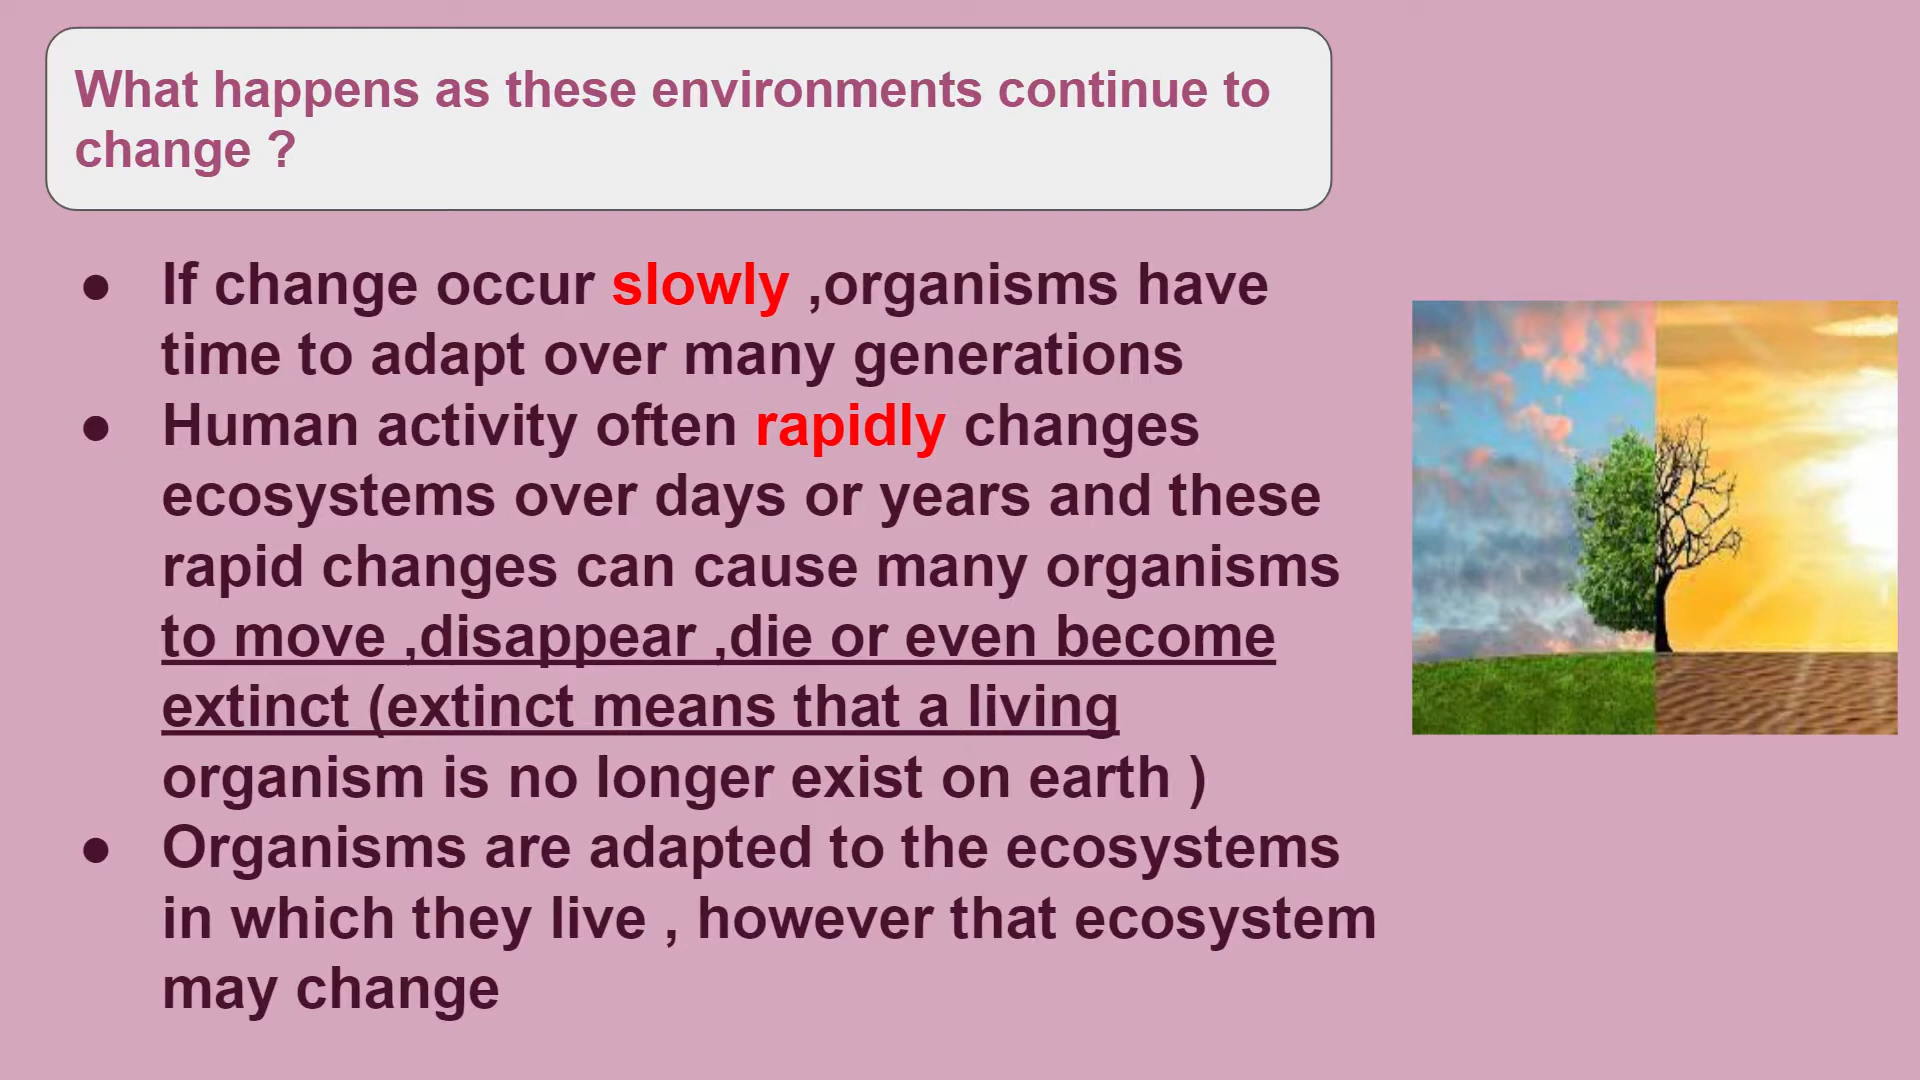 What happens as these environments continue to
change ?
● If change occur slowly ,organisms have
time to adapt over many generations
● Human activity often rapidly changes
ecosystems over days or years and these
rapid changes can cause many organisms
to move ,disappear ,die or even become
extinct (extinct means that a living
organism is no longer exist on earth )
● Organisms are adapted to the ecosystems
in which they live , however that ecosystem
may change